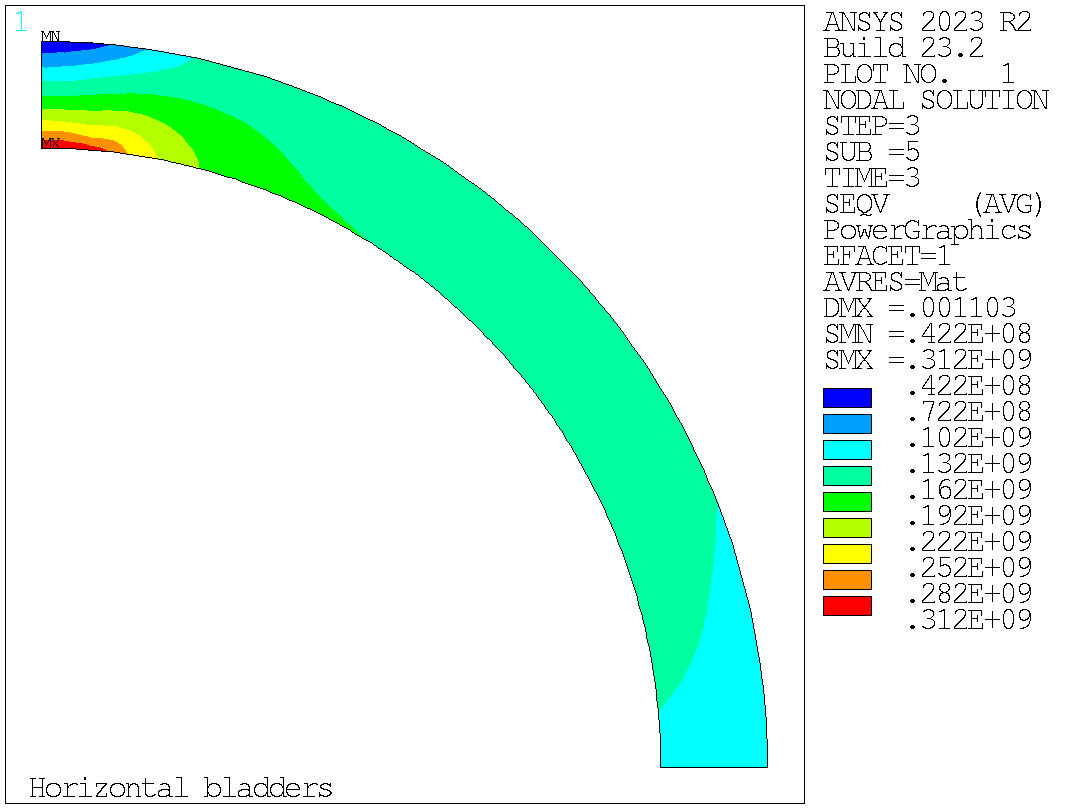 1
MN
MX
Horizontal bladders
ANSYS 2023 R2
Build 23.2
PLOT NO. 1
NODAL SOLUTION
STEP=3
SUB =5
TIME=3
SEQV (AVG)
PowerGraphics
EFACET=1
AVRES=Mat
DMX =.001103
SMN =.422E+08
SMX =.312E+09
.422E+08
.722E+08
.102E+09
.132E+09
.162E+09
.192E+09
.222E+09
.252E+09
.282E+09
.312E+09